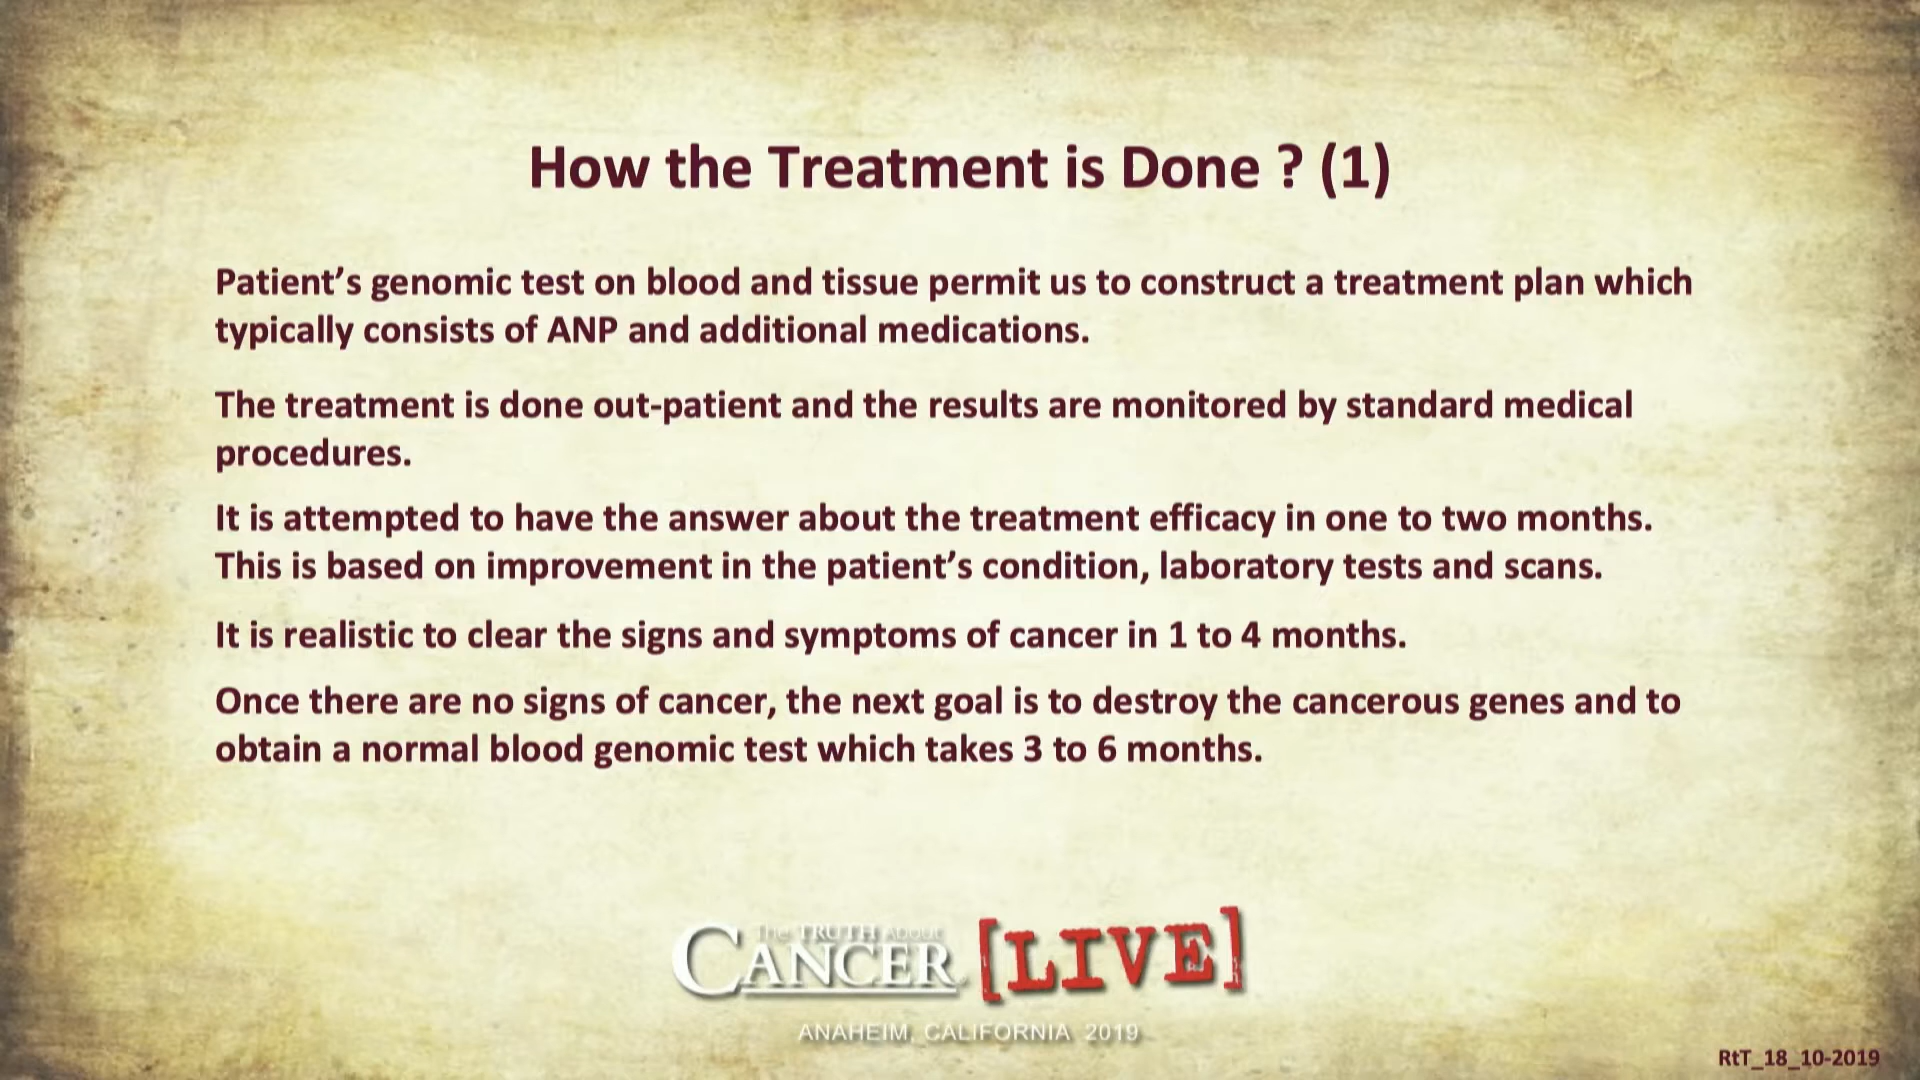 How the Treatment is Done ? (1)
Patient’s genomic test on blood and tissue permit us to construct a treatment plan which
typically consists of ANP and additional medications.
The treatment is done out-patient and the results are monitored by standard medical
procedures.
It is attempted to have the answer about the treatment efficacy in one to two months.
This is based on improvement in the patient’s condition, laboratory tests and scans.
It is realistic to clear the signs and symptoms of cancer in 1 to 4 months.
Once there are no signs of cancer, the next goal is to destroy the cancerous genes and to
obtain a normal blood genomic test which takes 3 to 6 months.
The TRUTH About
CANCER [LIVE]
ANAHEIM, CALIFORNIA 2019
RtT_18_10-2019